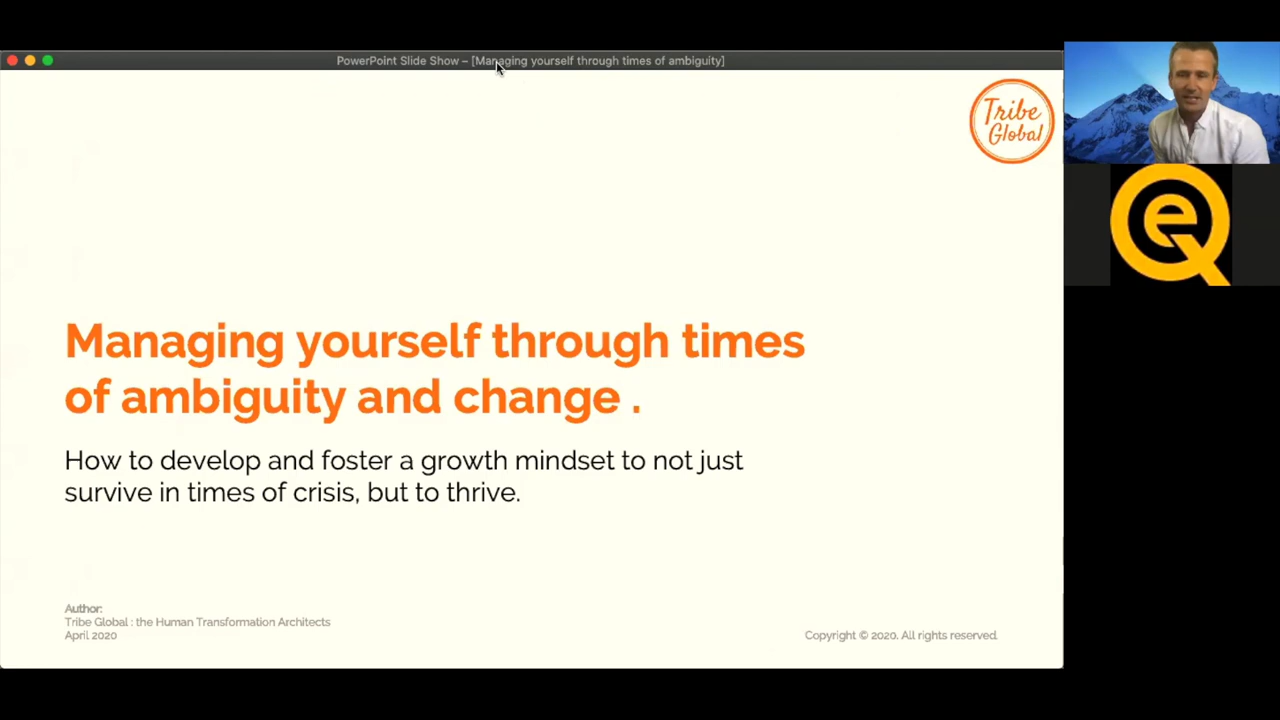 PowerPoint Slide Show – [Managing yourself through times of ambiguity]
Tribe
Global
eQ
Managing yourself through times
of ambiguity and change .
How to develop and foster a growth mindset to not just
survive in times of crisis, but to thrive.
Author:
Tribe Global : the Human Transformation Architects
April 2020
Copyright © 2020. All rights reserved.